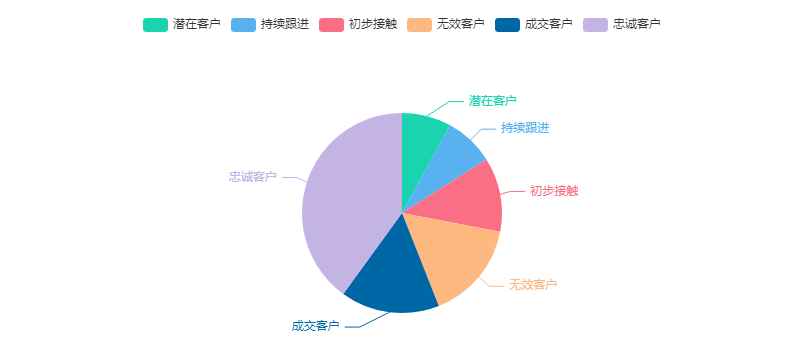 潜在客户 持续跟进 初步接触 无效客户 成交客户 忠诚客户
潜在客户
持续跟进
忠诚客户
初步接触
无效客户
成交客户